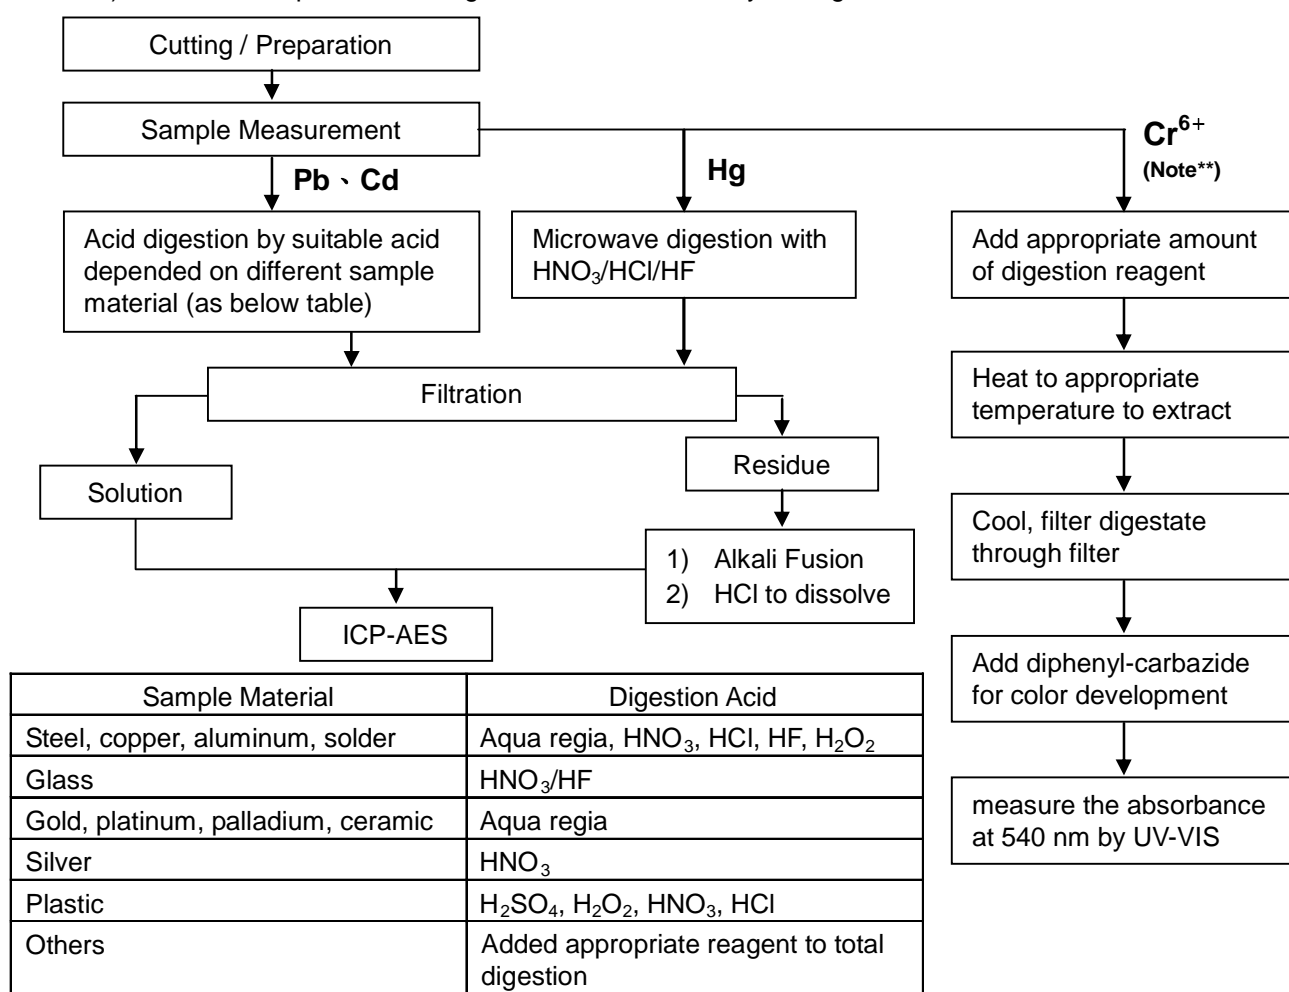 Cutting / Preparation
Sample Measurement
Pb、Cd
Hg
Cr6+
(Note**)
Acid digestion by suitable acid
depended on different sample
material (as below table)
Microwave digestion with
HNO3/HCl/HF
Add appropriate amount
of digestion reagent
Filtration
Heat to appropriate
temperature to extract
Solution
Residue
Cool, filter digestate
through filter
1) Alkali Fusion
2) HCl to dissolve
ICP-AES
Add diphenyl-carbazide
for color development
measure the absorbance
at 540 nm by UV-VIS
Sample Material Digestion Acid
Steel, copper, aluminum, solder Aqua regia, HNO3, HCl, HF, H2O2
Glass HNO3/HF
Gold, platinum, palladium, ceramic Aqua regia
Silver HNO3
Plastic H2SO4, H2O2, HNO3, HCl
Others Added appropriate reagent to total
digestion